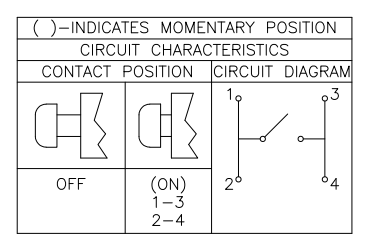 ( )-INDICATES MOMENTARY POSITION
CIRCUIT CHARACTERISTICS
CONTACT POSITION CIRCUIT DIAGRAM
1 3
2 4
OFF (ON)
1-3
2-4